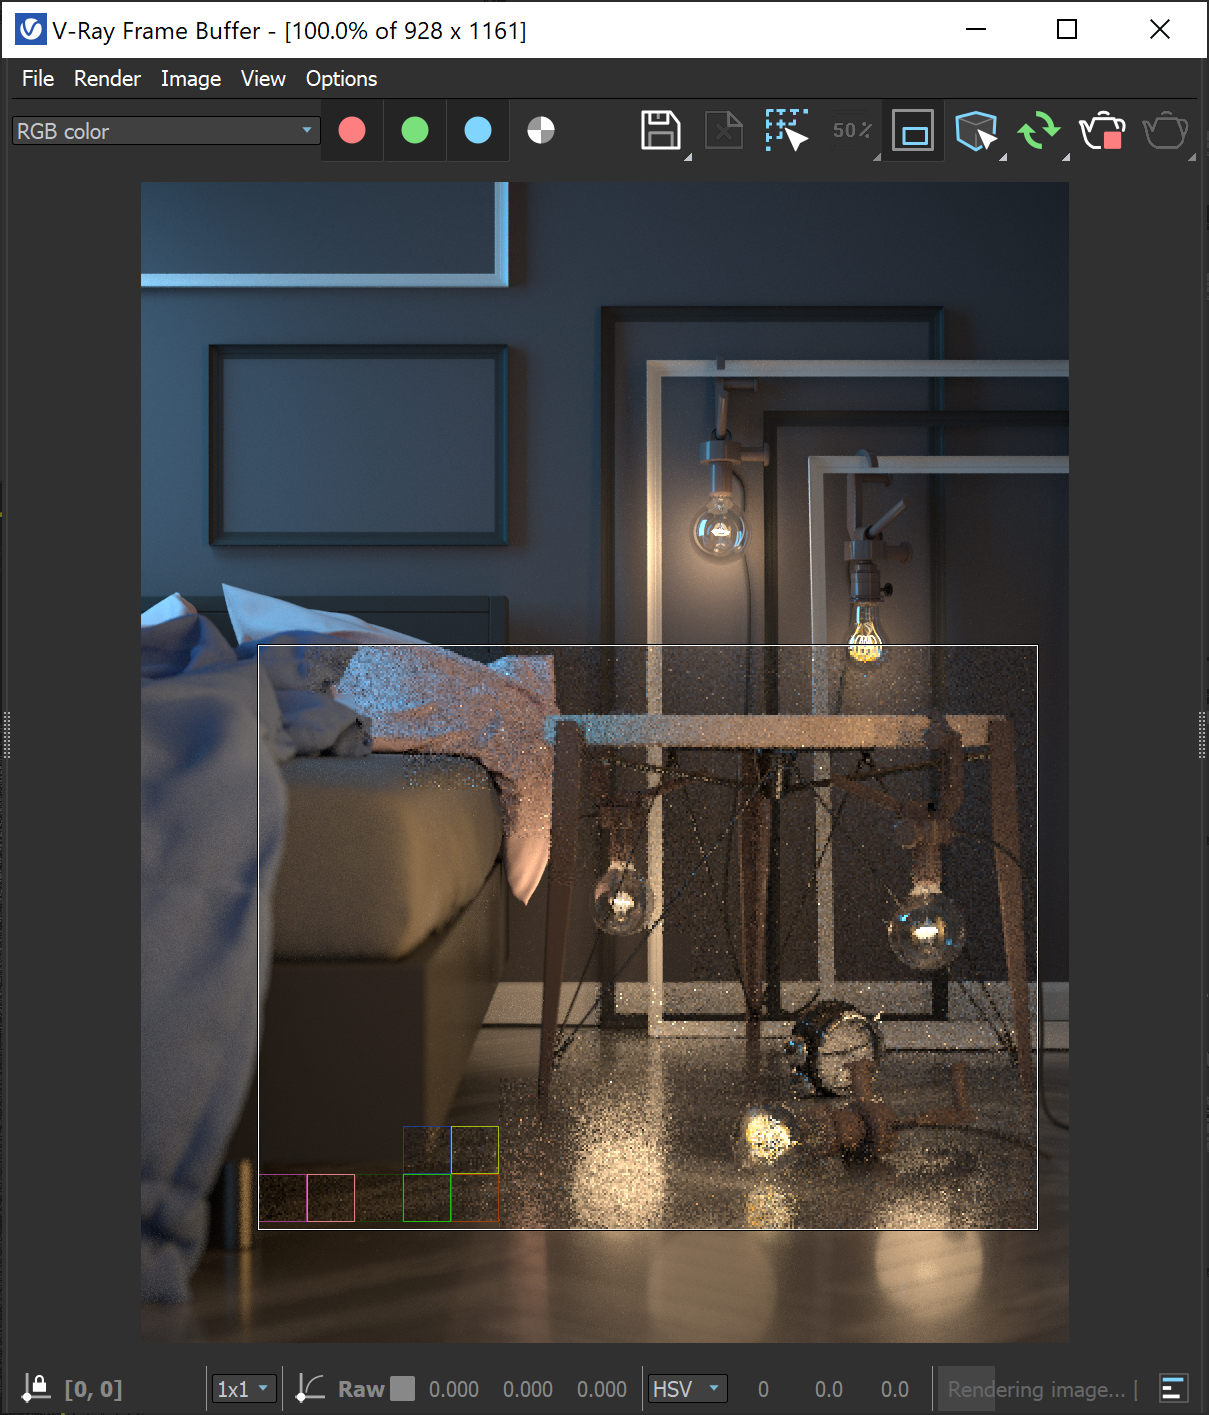 V-Ray Frame Buffer - [100.0% of 928 x 1161]
File Render Image View Options
RGB color 50%
[0, 0] 1x1 Raw 0.000 0.000 0.000 HSV 0 0.0 0.0 Rendering image... [